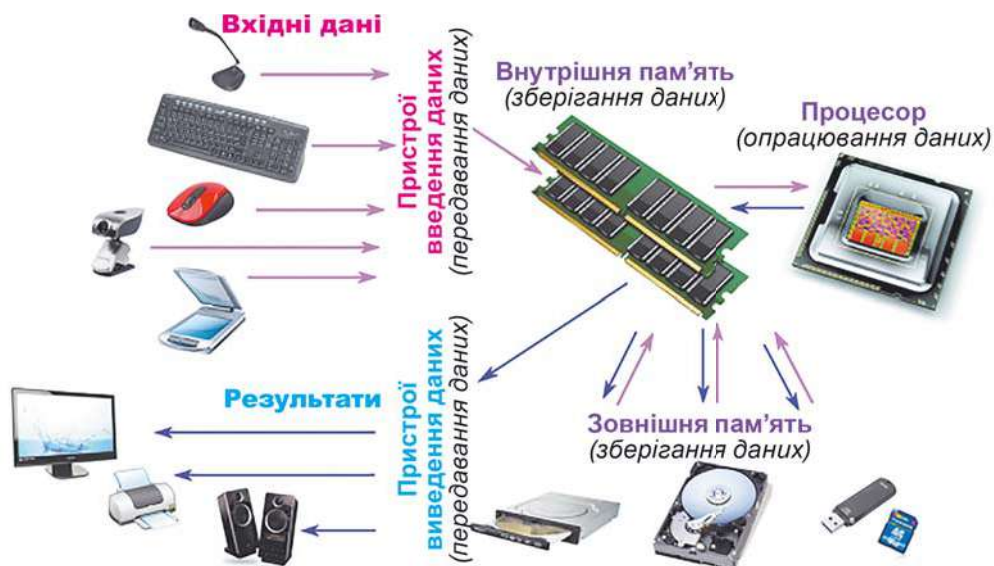 Вхідні дані
Пристрої
введення даних
(передавання даних)
Внутрішня пам'ять
(зберігання даних)
Процесор
(опрацювання даних)
Результати
Пристрої
виведення даних
(передавання даних)
Зовнішня пам'ять
(зберігання даних)